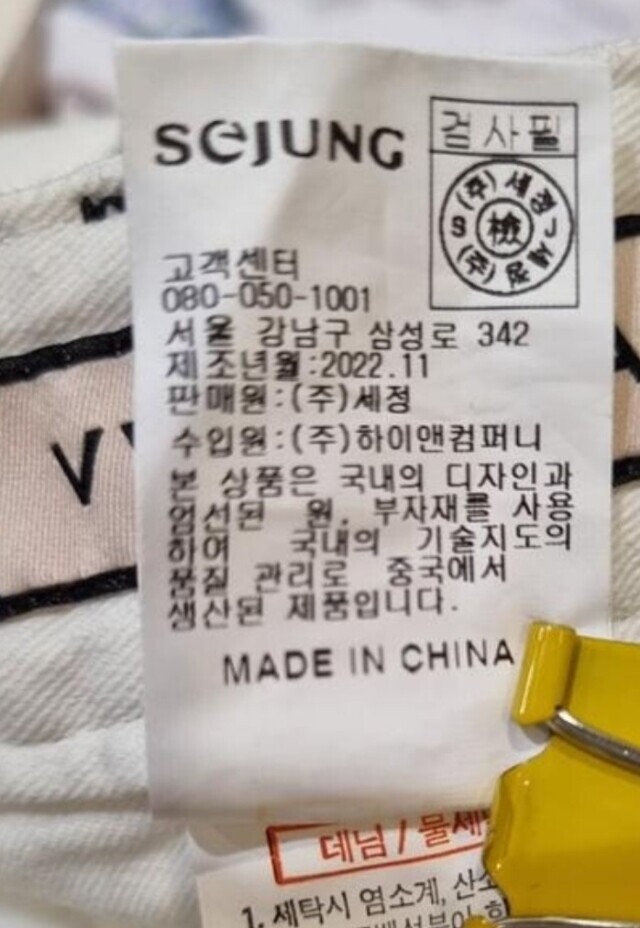 SEJUNG
검사필
(주)세정
S 檢 J
(주)
고객센터
080-050-1001
서울 강남구 삼성로 342
제조년월:2022.11
판매원:(주)세정
수입원:(주)하이앤컴퍼니
본 상품은 국내의 디자인과
엄선된 원, 부자재를 사용
하여 국내의 기술지도의
품질 관리로 중국에서
생산된 제품입니다.
MADE IN CHINA
V
데님 / 물세
1. 세탁시 염소계, 산소